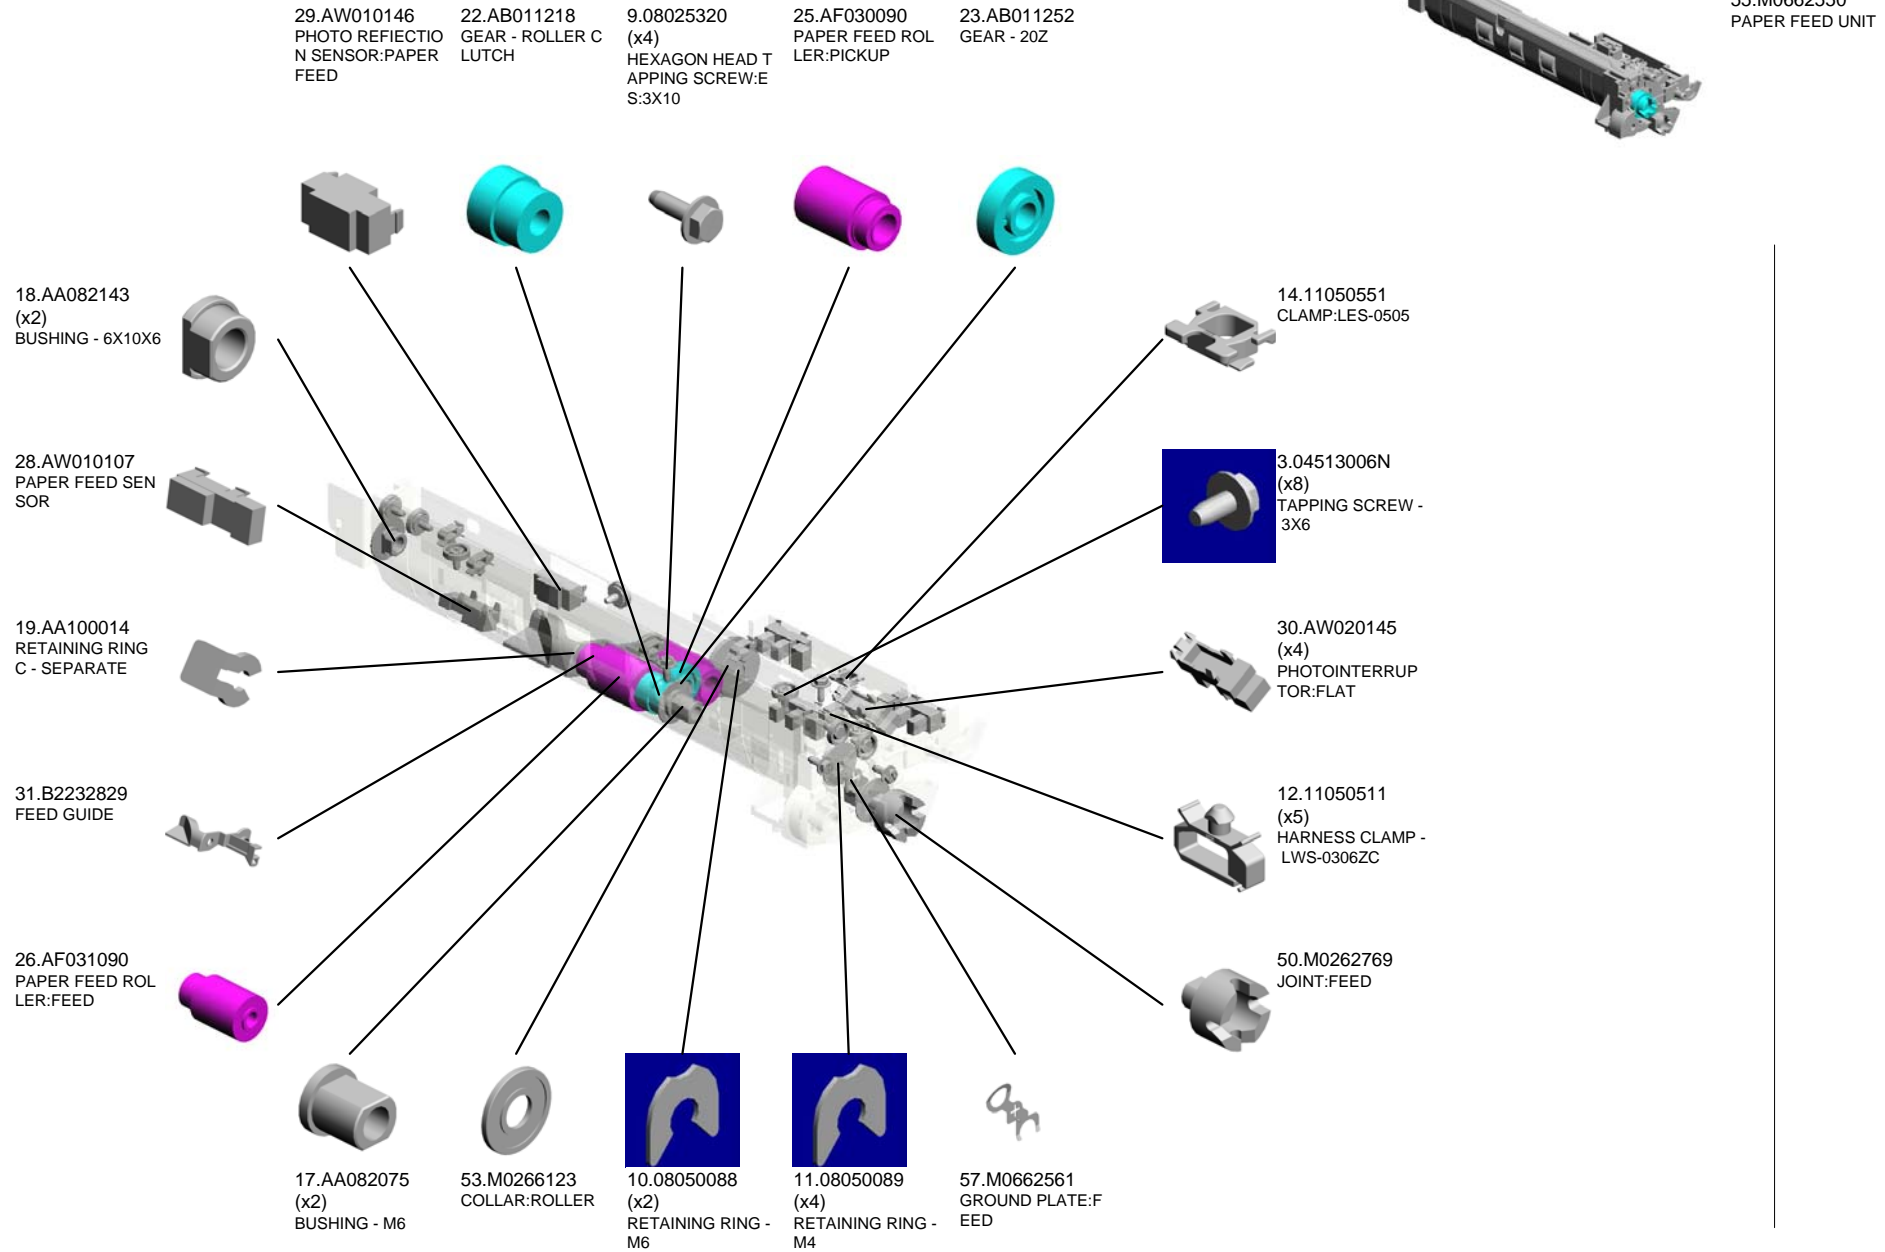 29.AW010146
PHOTO REFIECTIO
N SENSOR:PAPER
FEED
22.AB011218
GEAR - ROLLER C
LUTCH
9.08025320
(x4)
HEXAGON HEAD T
APPING SCREW:E
S:3X10
25.AF030090
PAPER FEED ROL
LER:PICKUP
23.AB011252
GEAR - 20Z
PAPER FEED UNIT
18.AA082143
(x2)
BUSHING - 6X10X6
28.AW010107
PAPER FEED SEN
SOR
19.AA100014
RETAINING RING
C - SEPARATE
31.B2232829
FEED GUIDE
26.AF031090
PAPER FEED ROL
LER:FEED
14.11050551
CLAMP:LES-0505
3.04513006N
(x8)
TAPPING SCREW -
3X6
30.AW020145
(x4)
PHOTOINTERRUP
TOR:FLAT
12.11050511
(x5)
HARNESS CLAMP -
LWS-0306ZC
50.M0262769
JOINT:FEED
17.AA082075
(x2)
BUSHING - M6
53.M0266123
COLLAR:ROLLER
10.08050088
(x2)
RETAINING RING -
M6
11.08050089
(x4)
RETAINING RING -
M4
57.M0662561
GROUND PLATE:F
EED